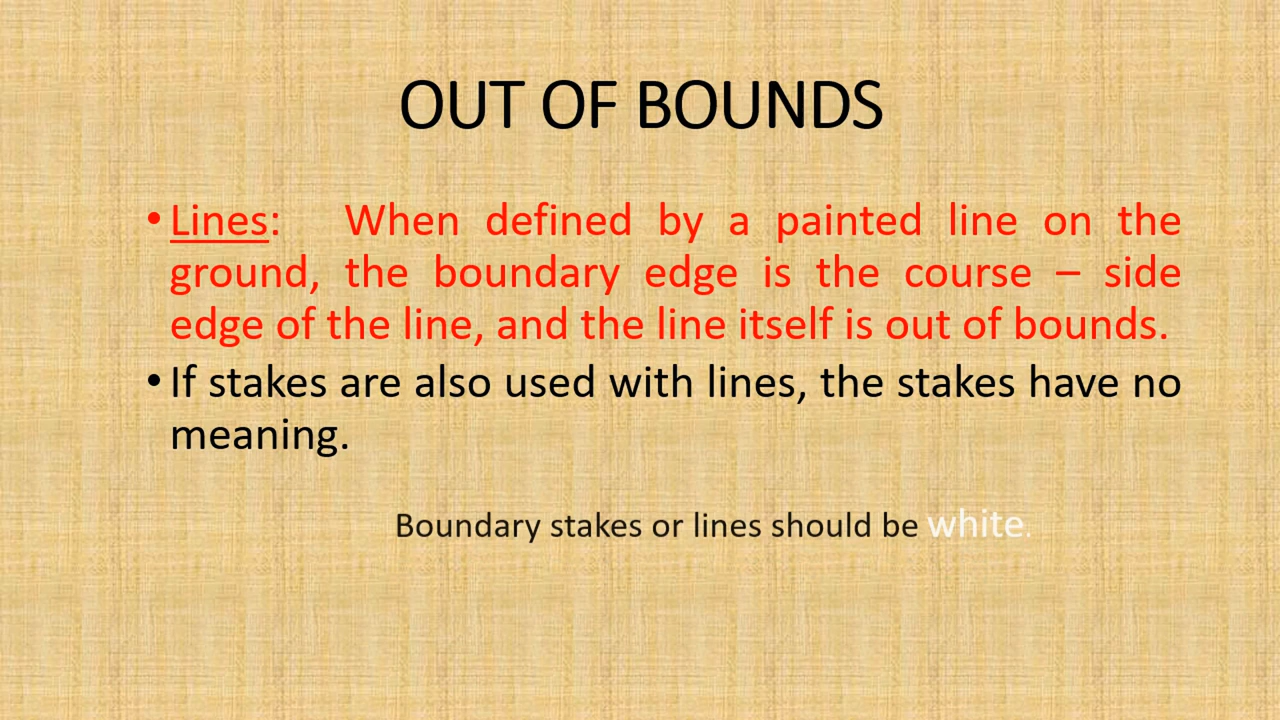 OUT OF BOUNDS
• Lines: When defined by a painted line on the
ground, the boundary edge is the course – side
edge of the line, and the line itself is out of bounds.
• If stakes are also used with lines, the stakes have no
meaning.
Boundary stakes or lines should be white.